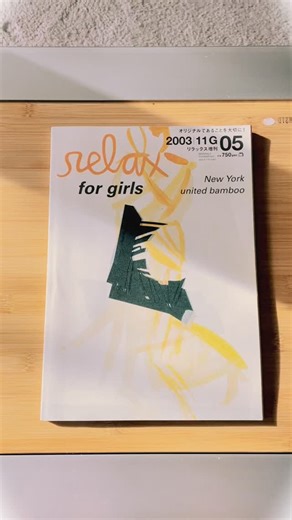 オリジナルであることを大切に!
2003 11G 05
リラックス増刊
750yen
relax
for girls
New York
united bamboo